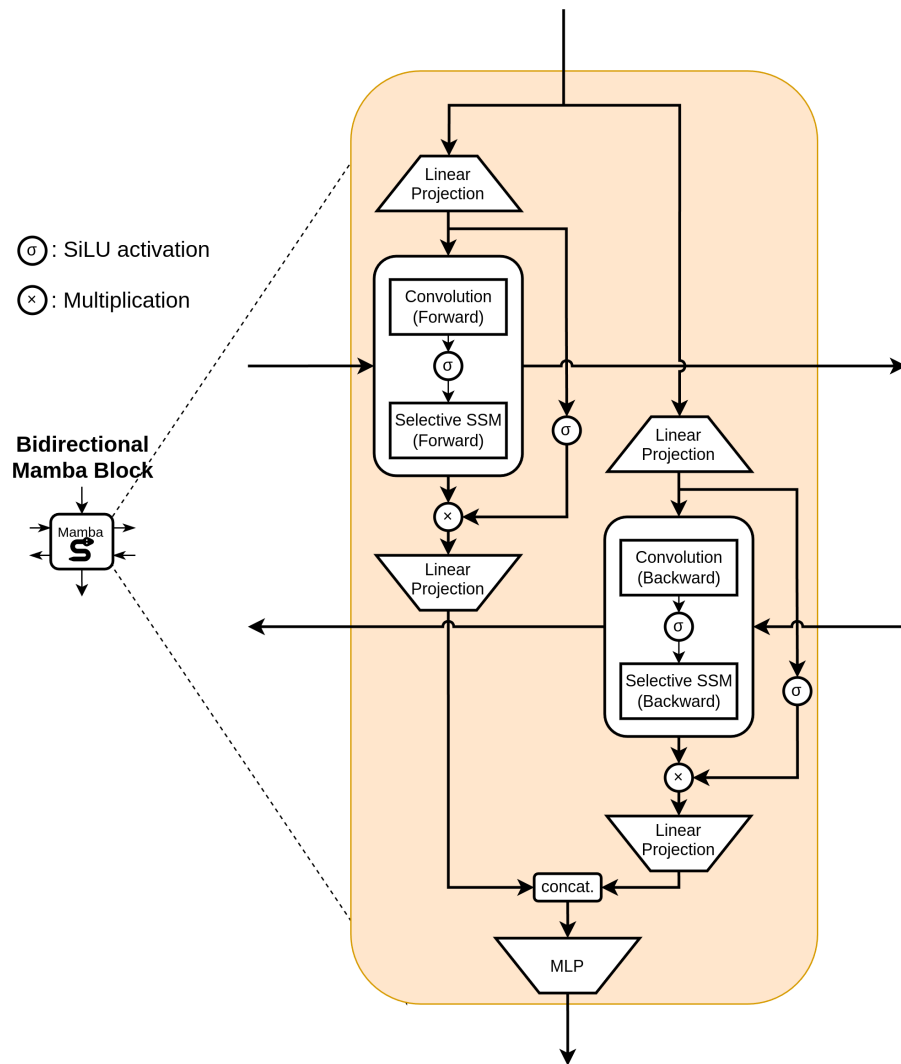 Linear
Projection
σ : SiLU activation
× : Multiplication
Convolution
(Forward)
σ
Selective SSM
(Forward)
σ
×
Linear
Projection
Bidirectional
Mamba Block
Mamba
Linear
Projection
Convolution
(Backward)
σ
Selective SSM
(Backward)
σ
×
Linear
Projection
concat.
MLP